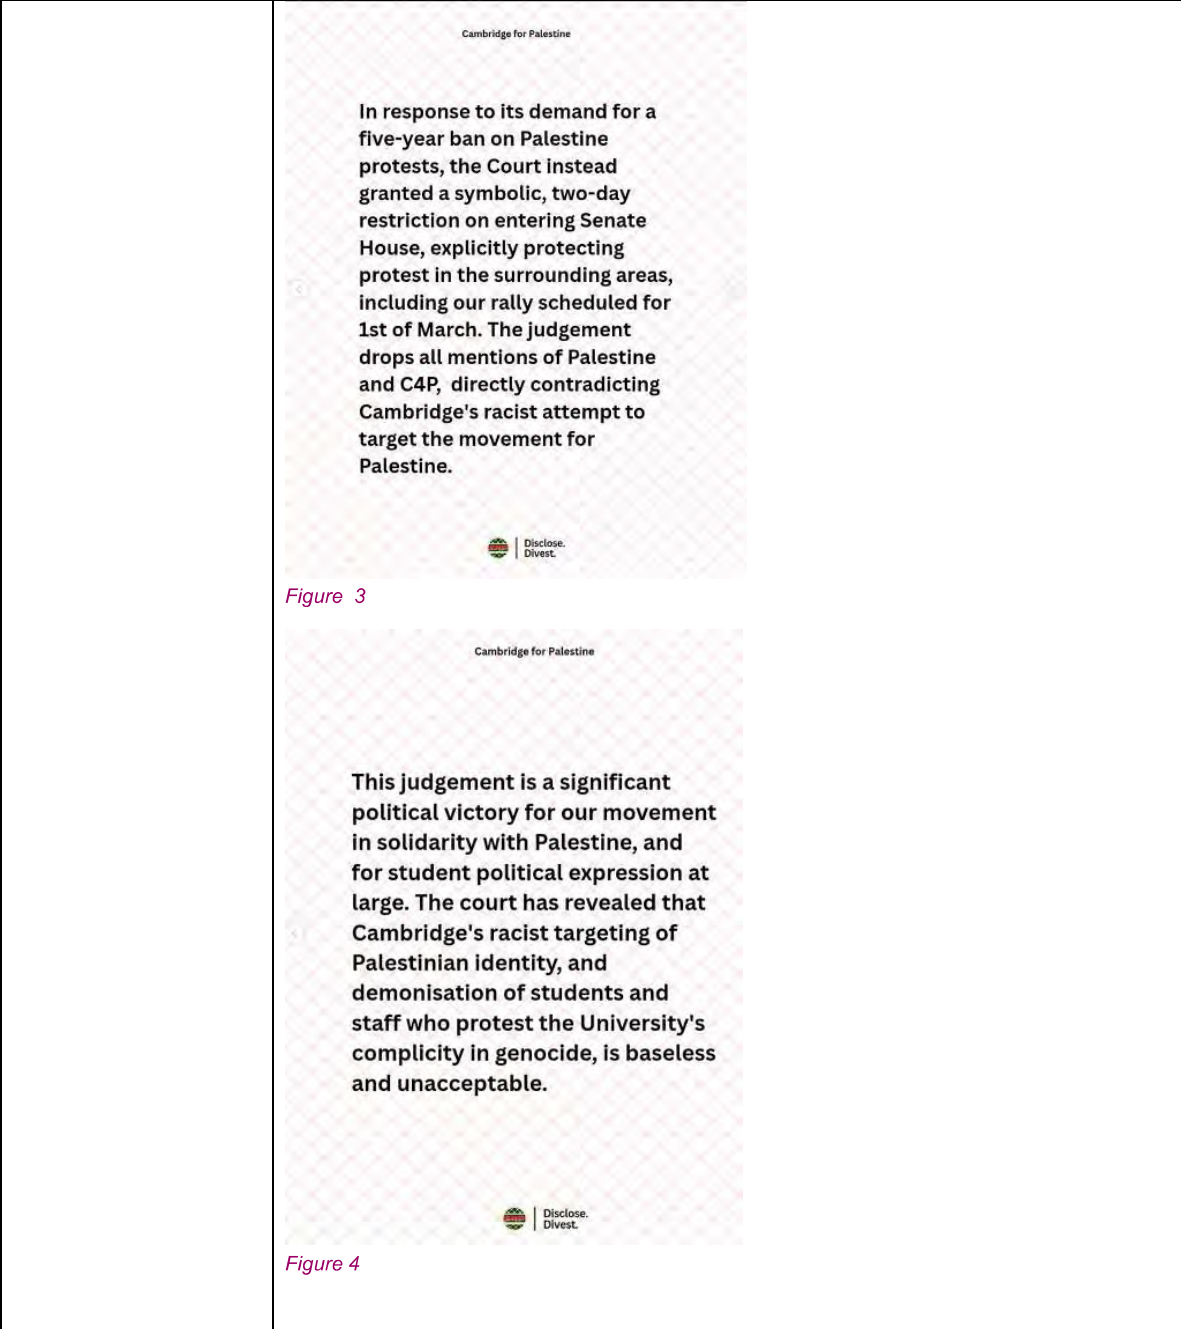 Cambridge for Palestine
In response to its demand for a
five-year ban on Palestine
protests, the Court instead
granted a symbolic, two-day
restriction on entering Senate
House, explicitly protecting
protest in the surrounding areas,
including our rally scheduled for
1st of March. The judgement
drops all mentions of Palestine
and C4P,  directly contradicting
Cambridge's racist attempt to
target the movement for
Palestine.
Disclose.
Divest.
Figure  3
Cambridge for Palestine
This judgement is a significant
political victory for our movement
in solidarity with Palestine, and
for student political expression at
large. The court has revealed that
Cambridge's racist targeting of
Palestinian identity, and
demonisation of students and
staff who protest the University's
complicity in genocide, is baseless
and unacceptable.
Disclose.
Divest.
Figure 4